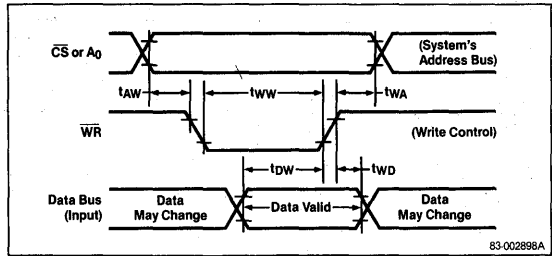 CS or A0
(System's
Address Bus)
tAW
tWW
tWA
WR
(Write Control)
tDW
tWD
Data Bus
(Input)
Data
May Change
Data Valid
Data
May Change
83-002898A